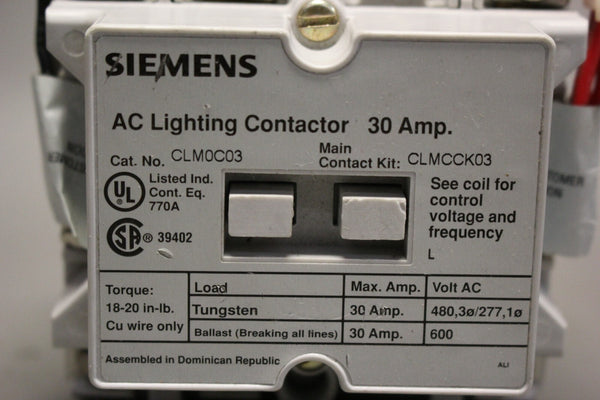 SIEMENS
AC Lighting Contactor 30 Amp.
Cat. No. CLM0C03
Main
Contact Kit: CLMCCK03
UL
Listed Ind.
Cont. Eq.
770A
SA ® 39402
See coil for
control
voltage and
frequency
L
Torque:
18-20 in-lb.
Cu wire only
Load Max. Amp. Volt AC
Tungsten 30 Amp. 480,3ø/277,1ø
Ballast (Breaking all lines) 30 Amp. 600
Assembled in Dominican Republic
ALI